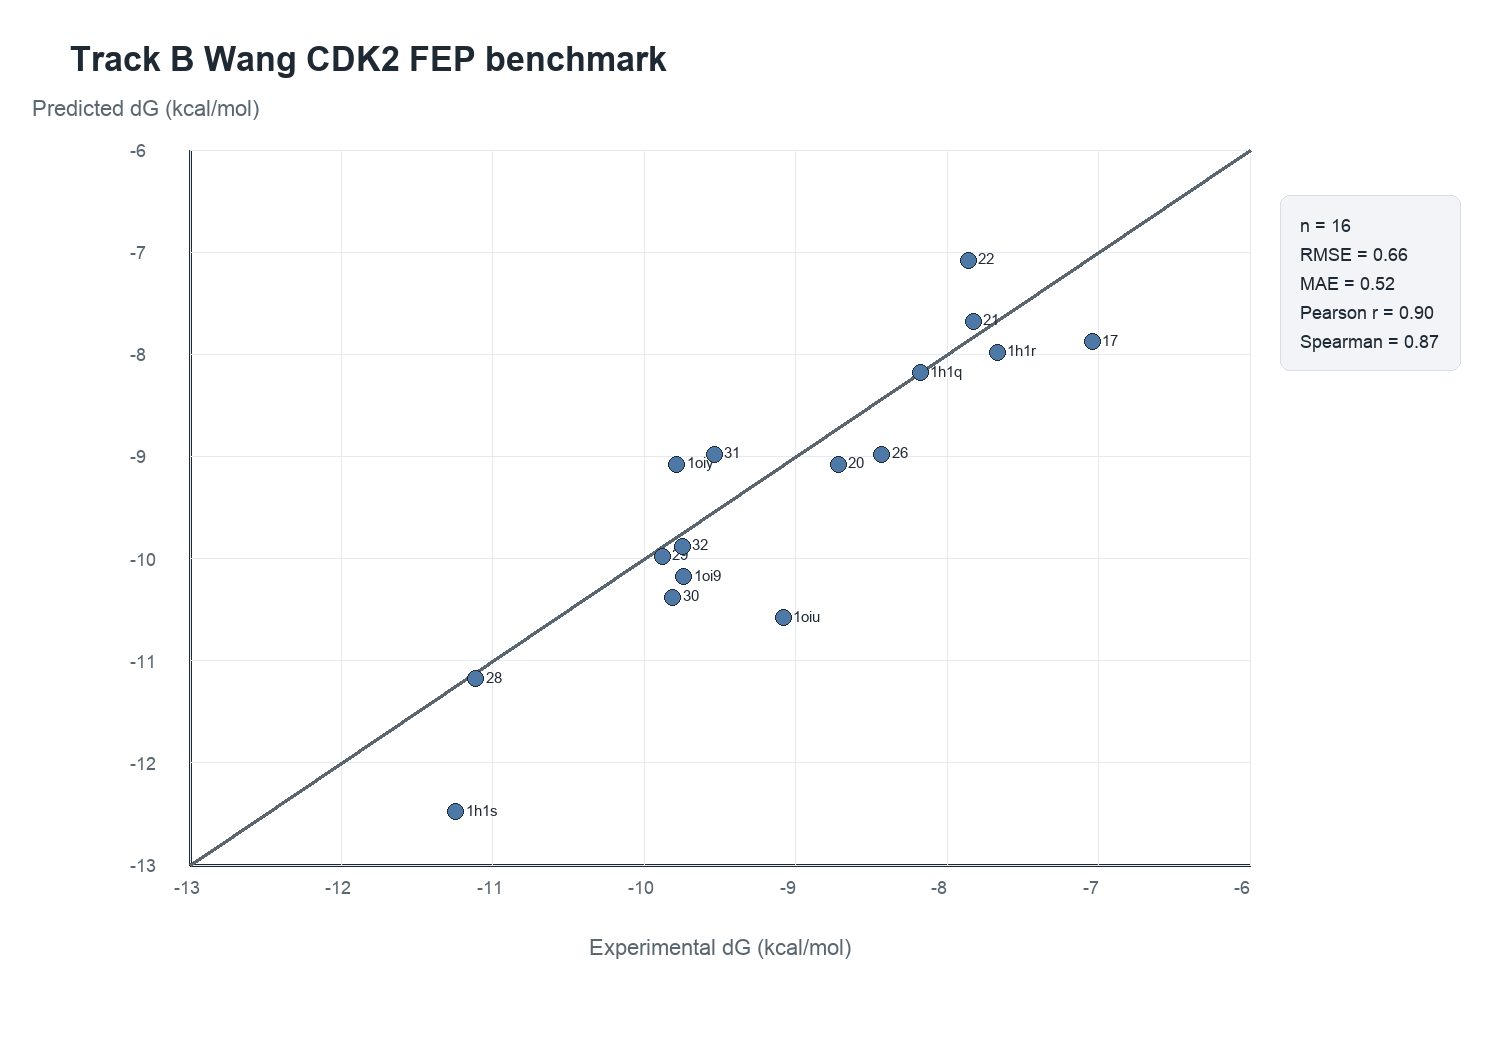 Track B Wang CDK2 FEP benchmark
Predicted dG (kcal/mol)
-6
-7
-8
-9
-10
-11
-12
-13
22
21
1h1r
17
1h1q
1oiy
31
20
26
32
29
1oi9
30
1oiu
28
1h1s
n = 16
RMSE = 0.66
MAE = 0.52
Pearson r = 0.90
Spearman = 0.87
-13 -12 -11 -10 -9 -8 -7 -6
Experimental dG (kcal/mol)